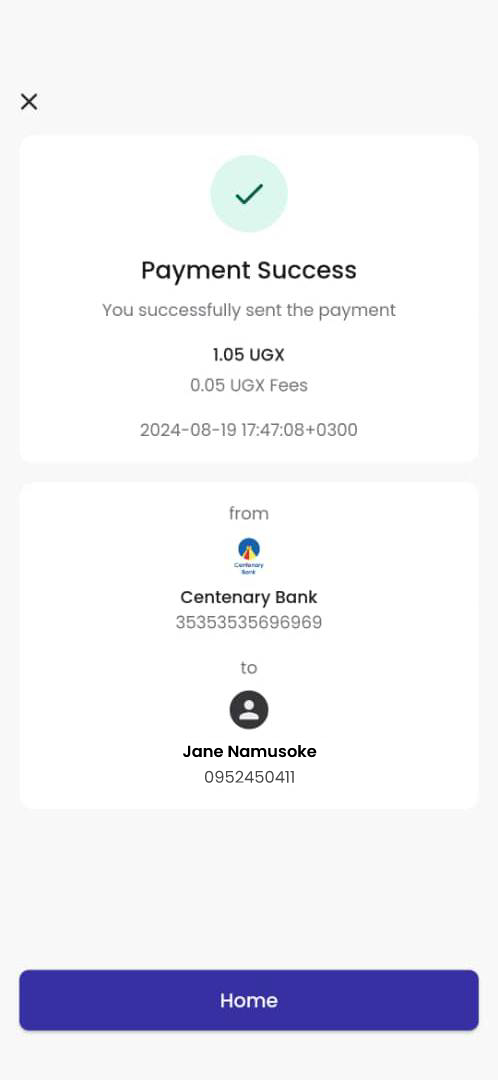 Payment Success
You successfully sent the payment
1.05 UGX
0.05 UGX Fees
2024-08-19 17:47:08+0300
from
Centenary
Bank
Centenary Bank
35353535696969
to
Jane Namusoke
0952450411
Home